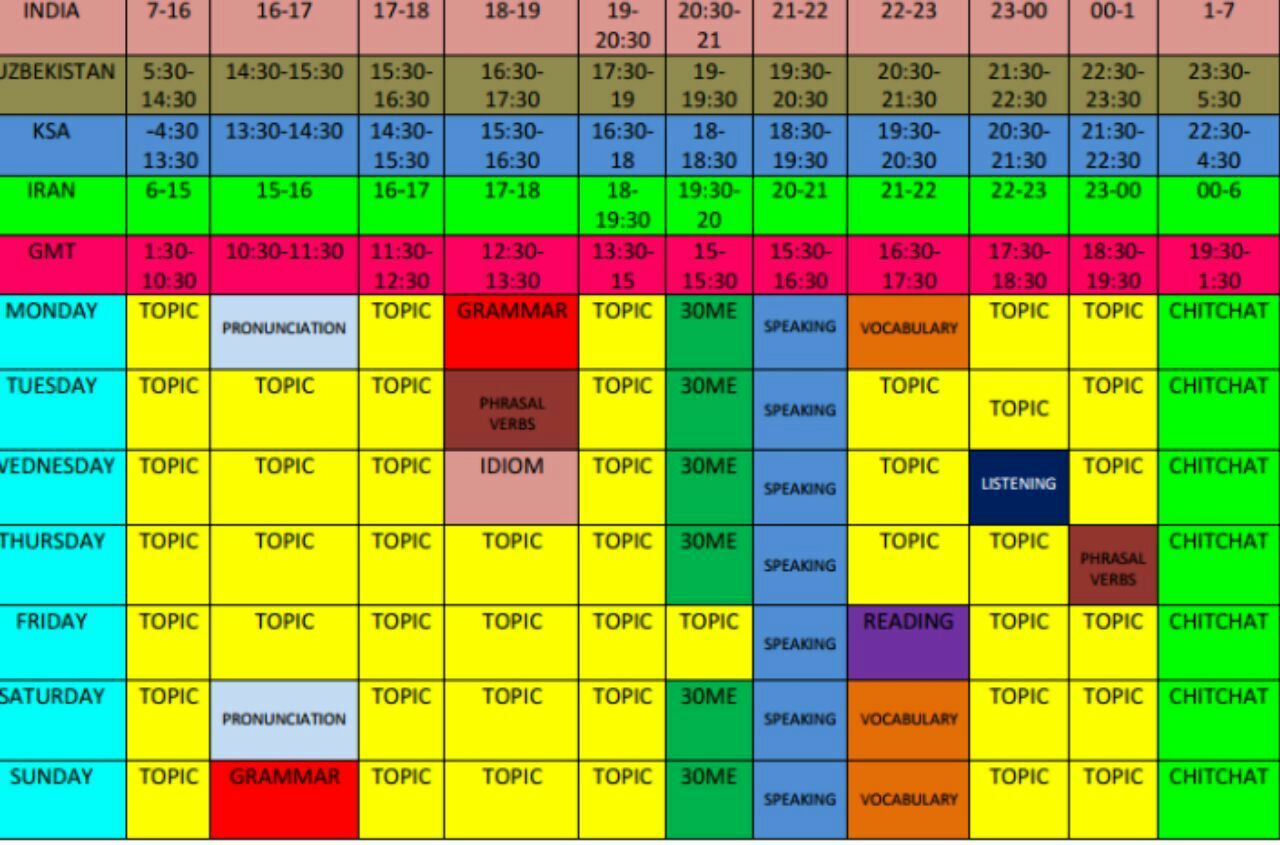 INDIA 7-16 16-17 17-18 18-19 19-20:30 20:30-21 21-22 22-23 23-00 00-1 1-7
UZBEKISTAN 5:30-14:30 14:30-15:30 15:30-16:30 16:30-17:30 17:30-19 19-19:30 19:30-20:30 20:30-21:30 21:30-22:30 22:30-23:30 23:30-5:30
KSA -4:30 13:30 13:30-14:30 14:30-15:30 15:30-16:30 16:30-18 18-18:30 18:30-19:30 19:30-20:30 20:30-21:30 21:30-22:30 22:30-4:30
IRAN 6-15 15-16 16-17 17-18 18-19:30 19:30-20 20-21 21-22 22-23 23-00 00-6
GMT 1:30-10:30 10:30-11:30 11:30-12:30 12:30-13:30 13:30-15 15-15:30 15:30-16:30 16:30-17:30 17:30-18:30 18:30-19:30 19:30-1:30
MONDAY TOPIC PRONUNCIATION TOPIC GRAMMAR TOPIC 30ME SPEAKING VOCABULARY TOPIC TOPIC CHITCHAT
TUESDAY TOPIC TOPIC TOPIC PHRASAL VERBS TOPIC 30ME SPEAKING TOPIC TOPIC TOPIC CHITCHAT
WEDNESDAY TOPIC TOPIC TOPIC IDIOM TOPIC 30ME SPEAKING TOPIC LISTENING TOPIC CHITCHAT
THURSDAY TOPIC TOPIC TOPIC TOPIC TOPIC 30ME SPEAKING TOPIC TOPIC PHRASAL VERBS CHITCHAT
FRIDAY TOPIC TOPIC TOPIC TOPIC TOPIC TOPIC SPEAKING READING TOPIC TOPIC CHITCHAT
SATURDAY TOPIC PRONUNCIATION TOPIC TOPIC TOPIC 30ME SPEAKING VOCABULARY TOPIC TOPIC CHITCHAT
SUNDAY TOPIC GRAMMAR TOPIC TOPIC TOPIC 30ME SPEAKING VOCABULARY TOPIC TOPIC CHITCHAT